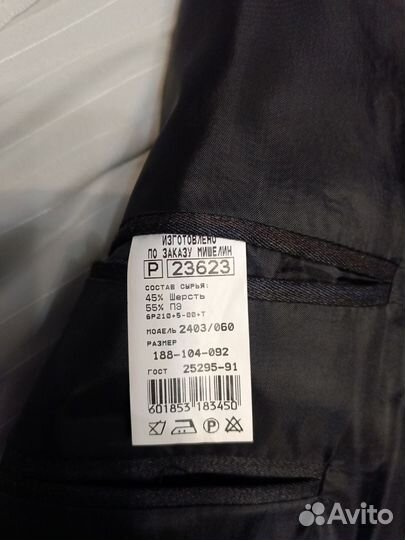 ИЗГОТОВЛЕНО
ПО ЗАКАЗУ МИШЕЛИН
P 23623
СОСТАВ СЫРЬЯ:
45% Шерсть
55% ПЭ
6Р210+5-00+Т
МОДЕЛЬ 2403/060
РАЗМЕР
188-104-092
ГОСТ 25295-91
601853 183450
P
Avito